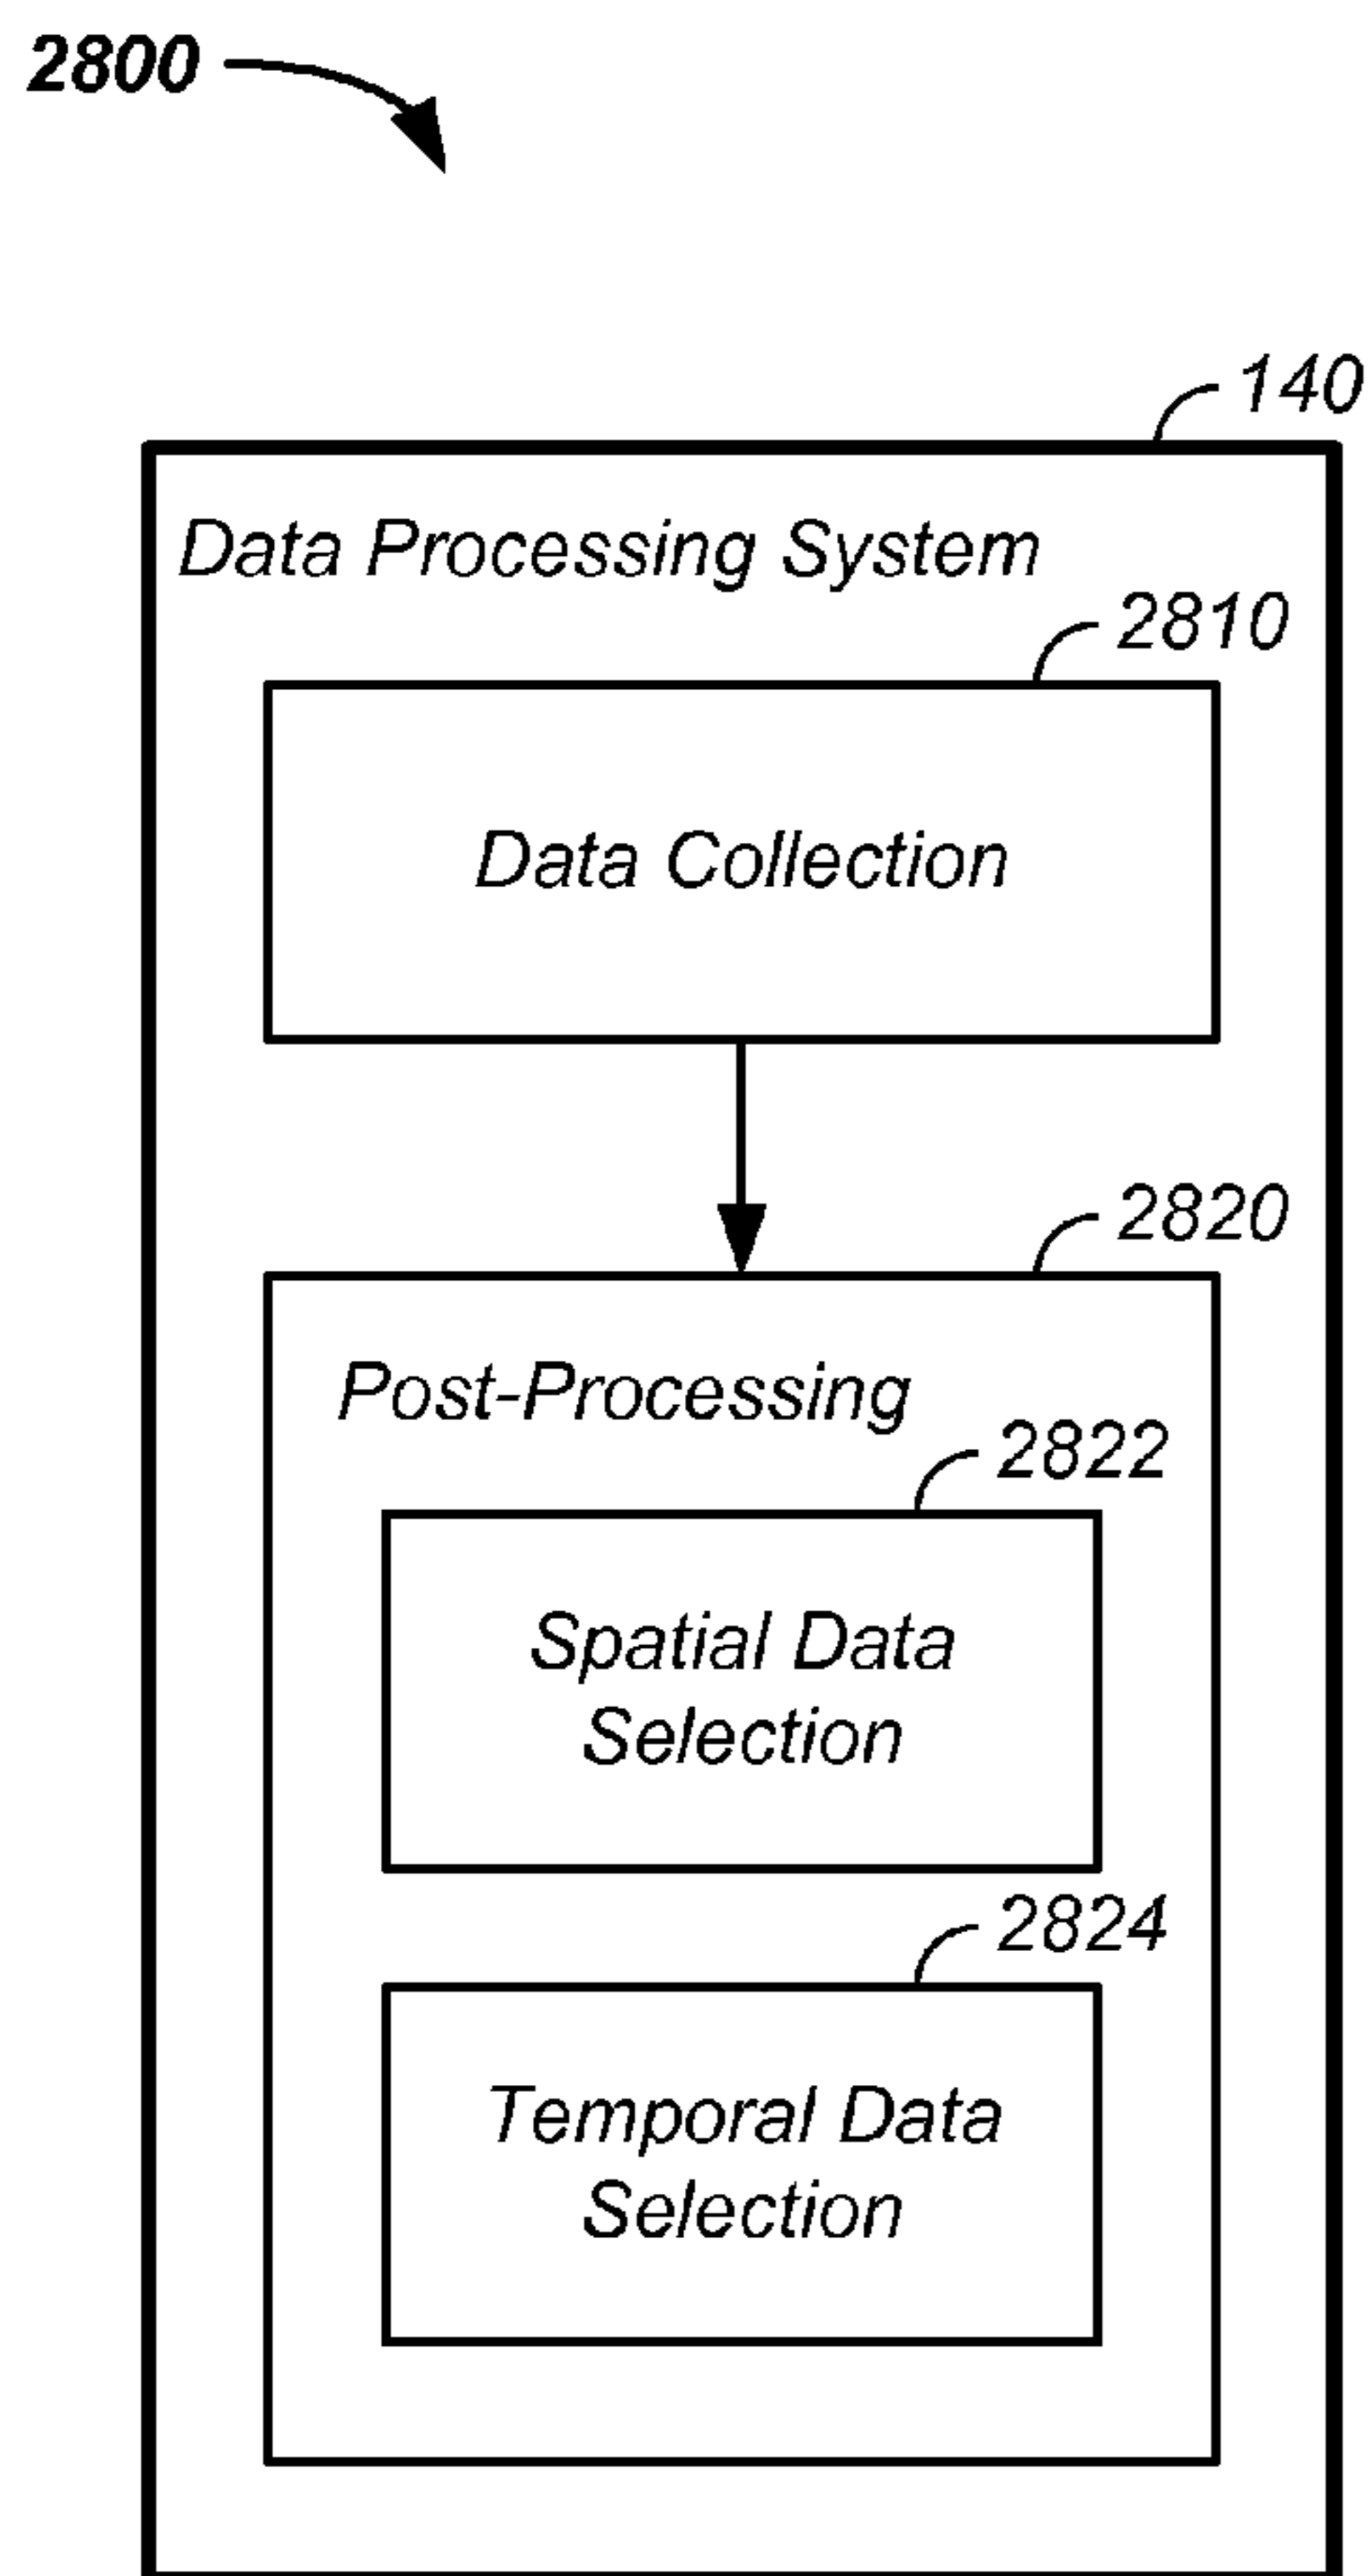 2800
140
Data Processing System
2810
Data Collection
2820
Post-Processing
2822
Spatial Data
Selection
2824
Temporal Data
Selection